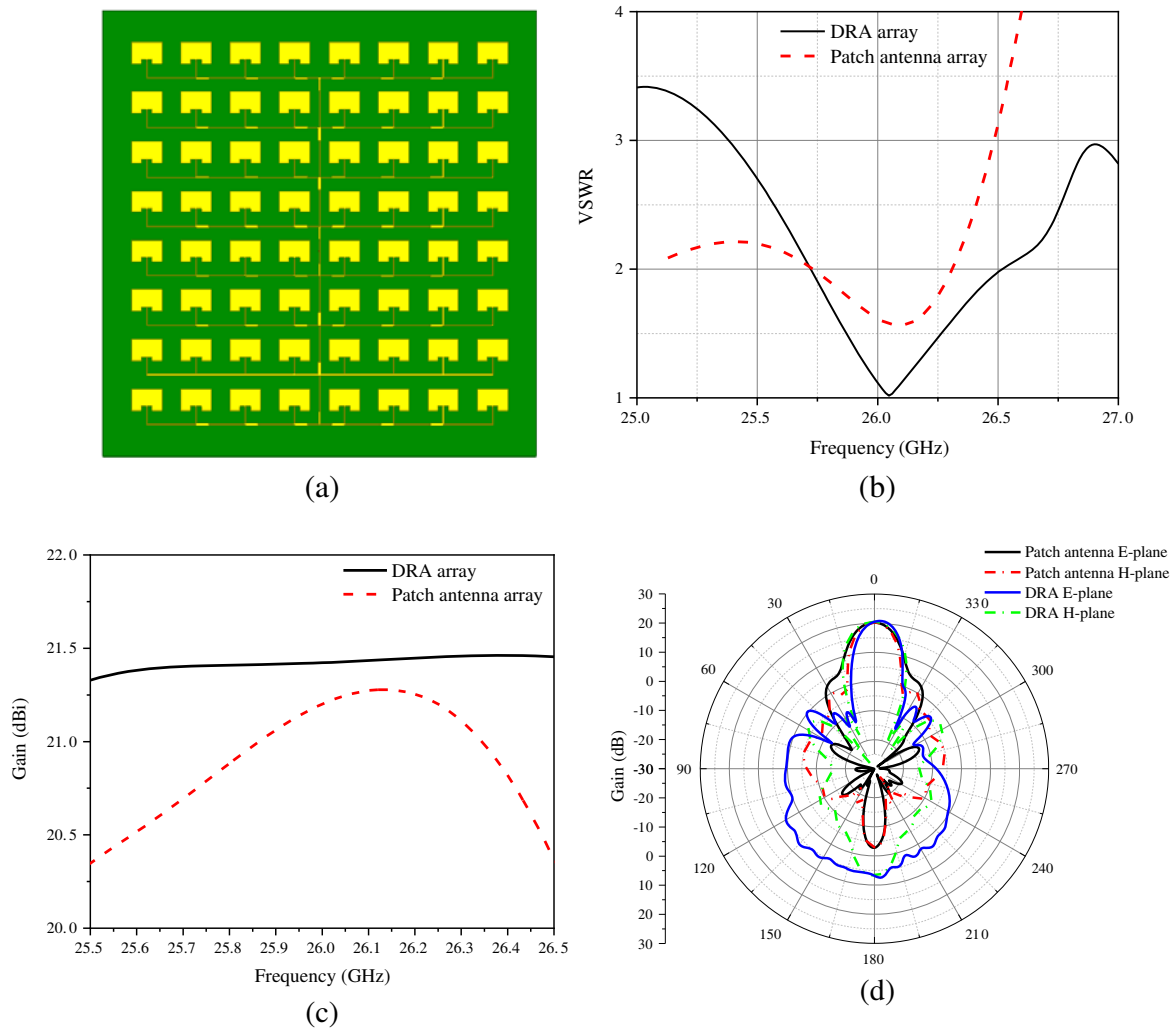 (a)
4
3
2
1
VSWR
DRA array
Patch antenna array
25.0
25.5
26.0
26.5
27.0
Frequency (GHz)
(b)
22.0
21.5
21.0
20.5
20.0
Gain (dBi)
DRA array
Patch antenna array
25.5
25.6
25.7
25.8
25.9
26.0
26.1
26.2
26.3
26.4
26.5
Frequency (GHz)
(c)
Patch antenna E-plane
Patch antenna H-plane
DRA E-plane
DRA H-plane
30
20
10
0
-10
-20
-30
-20
-10
0
10
20
30
Gain (dB)
0
30
60
90
120
150
180
210
240
270
300
330
(d)